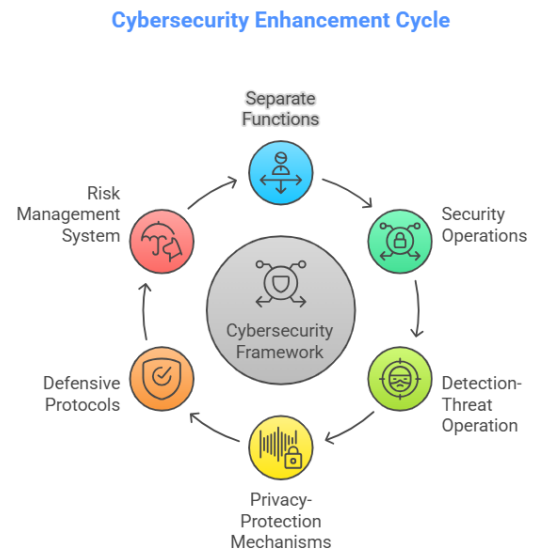 Cybersecurity Enhancement Cycle
Separate
Functions
Security
Operations
Detection-
Threat
Operation
Privacy-
Protection
Mechanisms
Defensive
Protocols
Risk
Management
System
Cybersecurity
Framework